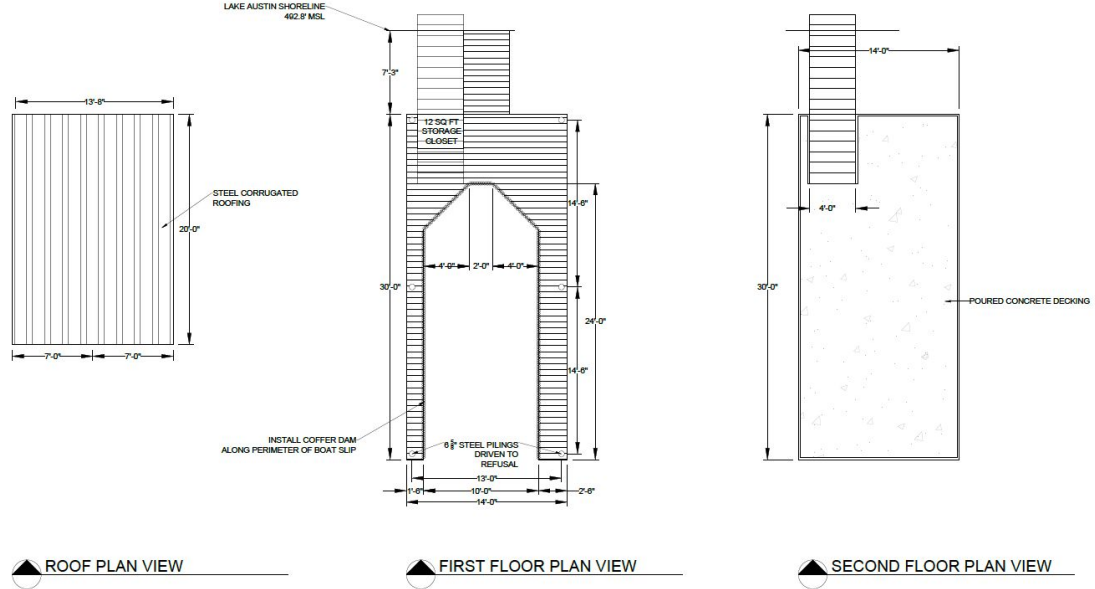 LAKE AUSTIN SHORELINE
492.8' MSL
7'-3"
14'-0"
13'-8"
12 SQ FT
STORAGE
CLOSET
STEEL CORRUGATED
ROOFING
20'-0"
14'-6"
4'-0"
4'-0"
2'-0"
4'-0"
30'-0"
30'-0"
24'-0"
POURED CONCRETE DECKING
7'-0"
7'-0"
14'-6"
INSTALL COFFER DAM
ALONG PERIMETER OF BOAT SLIP
6 5/8" STEEL PILINGS
DRIVEN TO
REFUSAL
13'-0"
1'-6"
10'-0"
2'-6"
14'-0"
ROOF PLAN VIEW
FIRST FLOOR PLAN VIEW
SECOND FLOOR PLAN VIEW